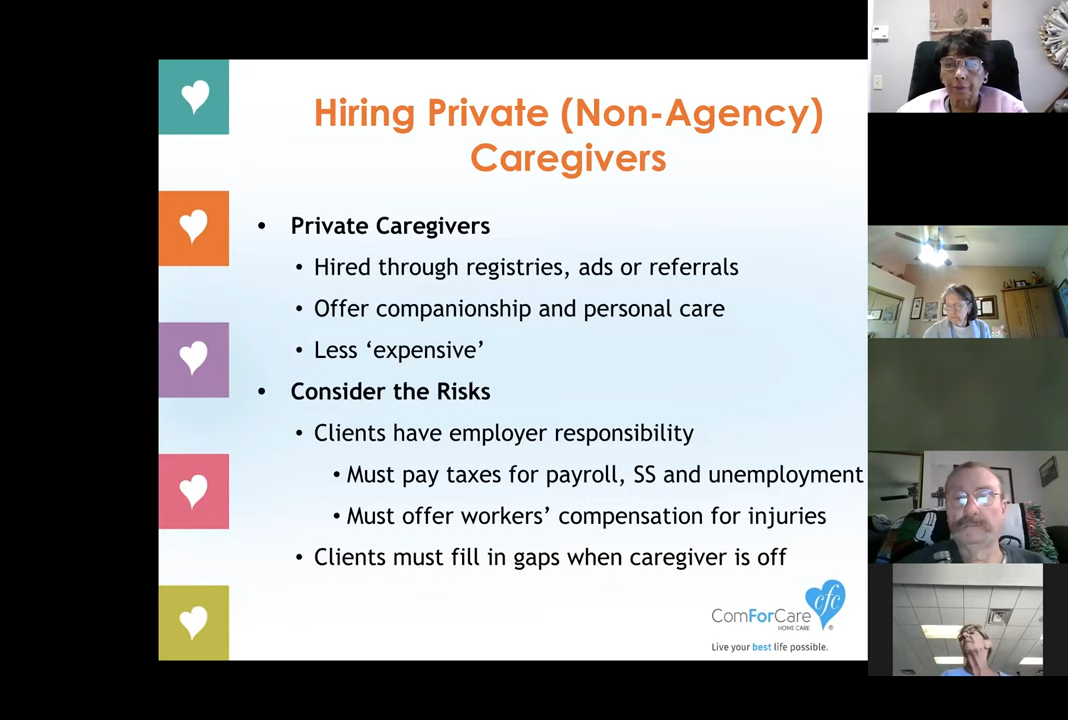 Hiring Private (Non-Agency)
Caregivers
• Private Caregivers
• Hired through registries, ads or referrals
• Offer companionship and personal care
• Less ‘expensive’
• Consider the Risks
• Clients have employer responsibility
• Must pay taxes for payroll, SS and unemployment
• Must offer workers’ compensation for injuries
• Clients must fill in gaps when caregiver is off
cfc
ComForCare
HOME CARE
®
Live your best life possible.